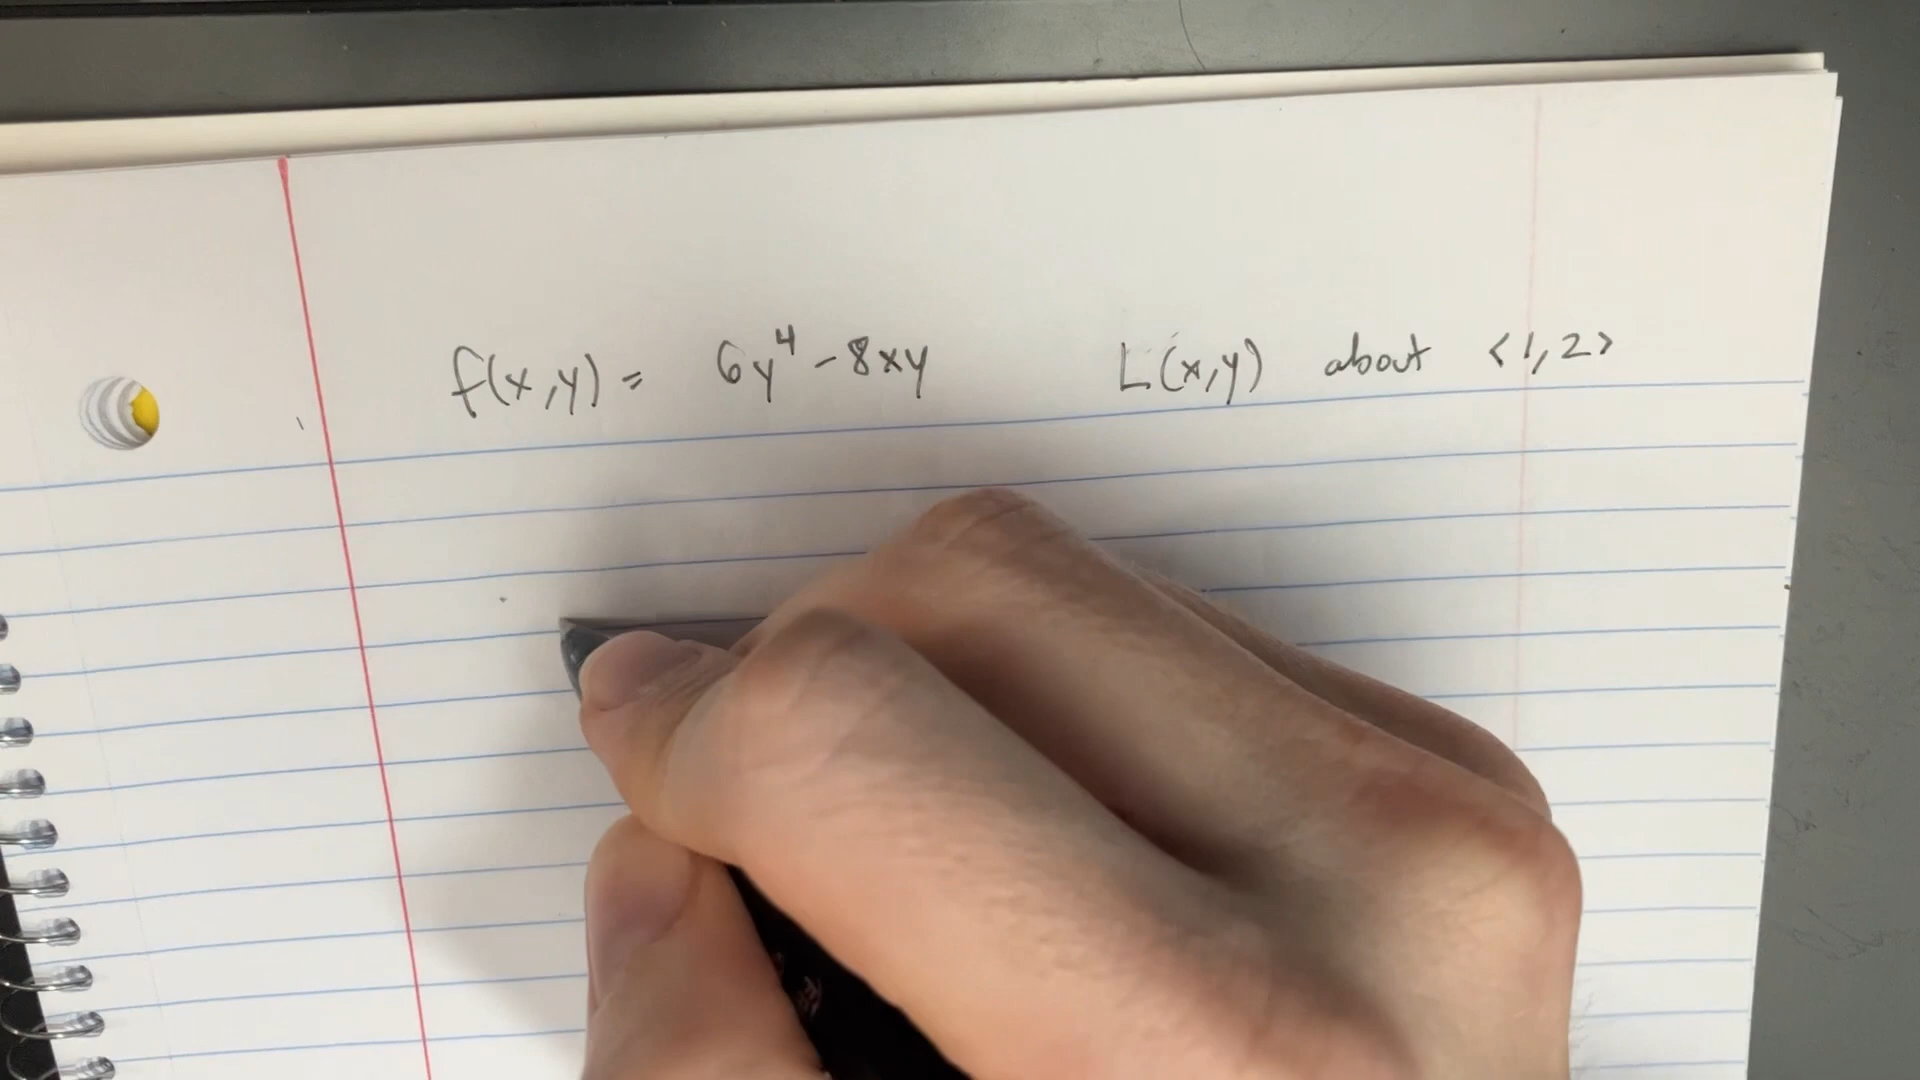 f(x,y) = 6y⁴ - 8xy L(x,y) about <1,2>